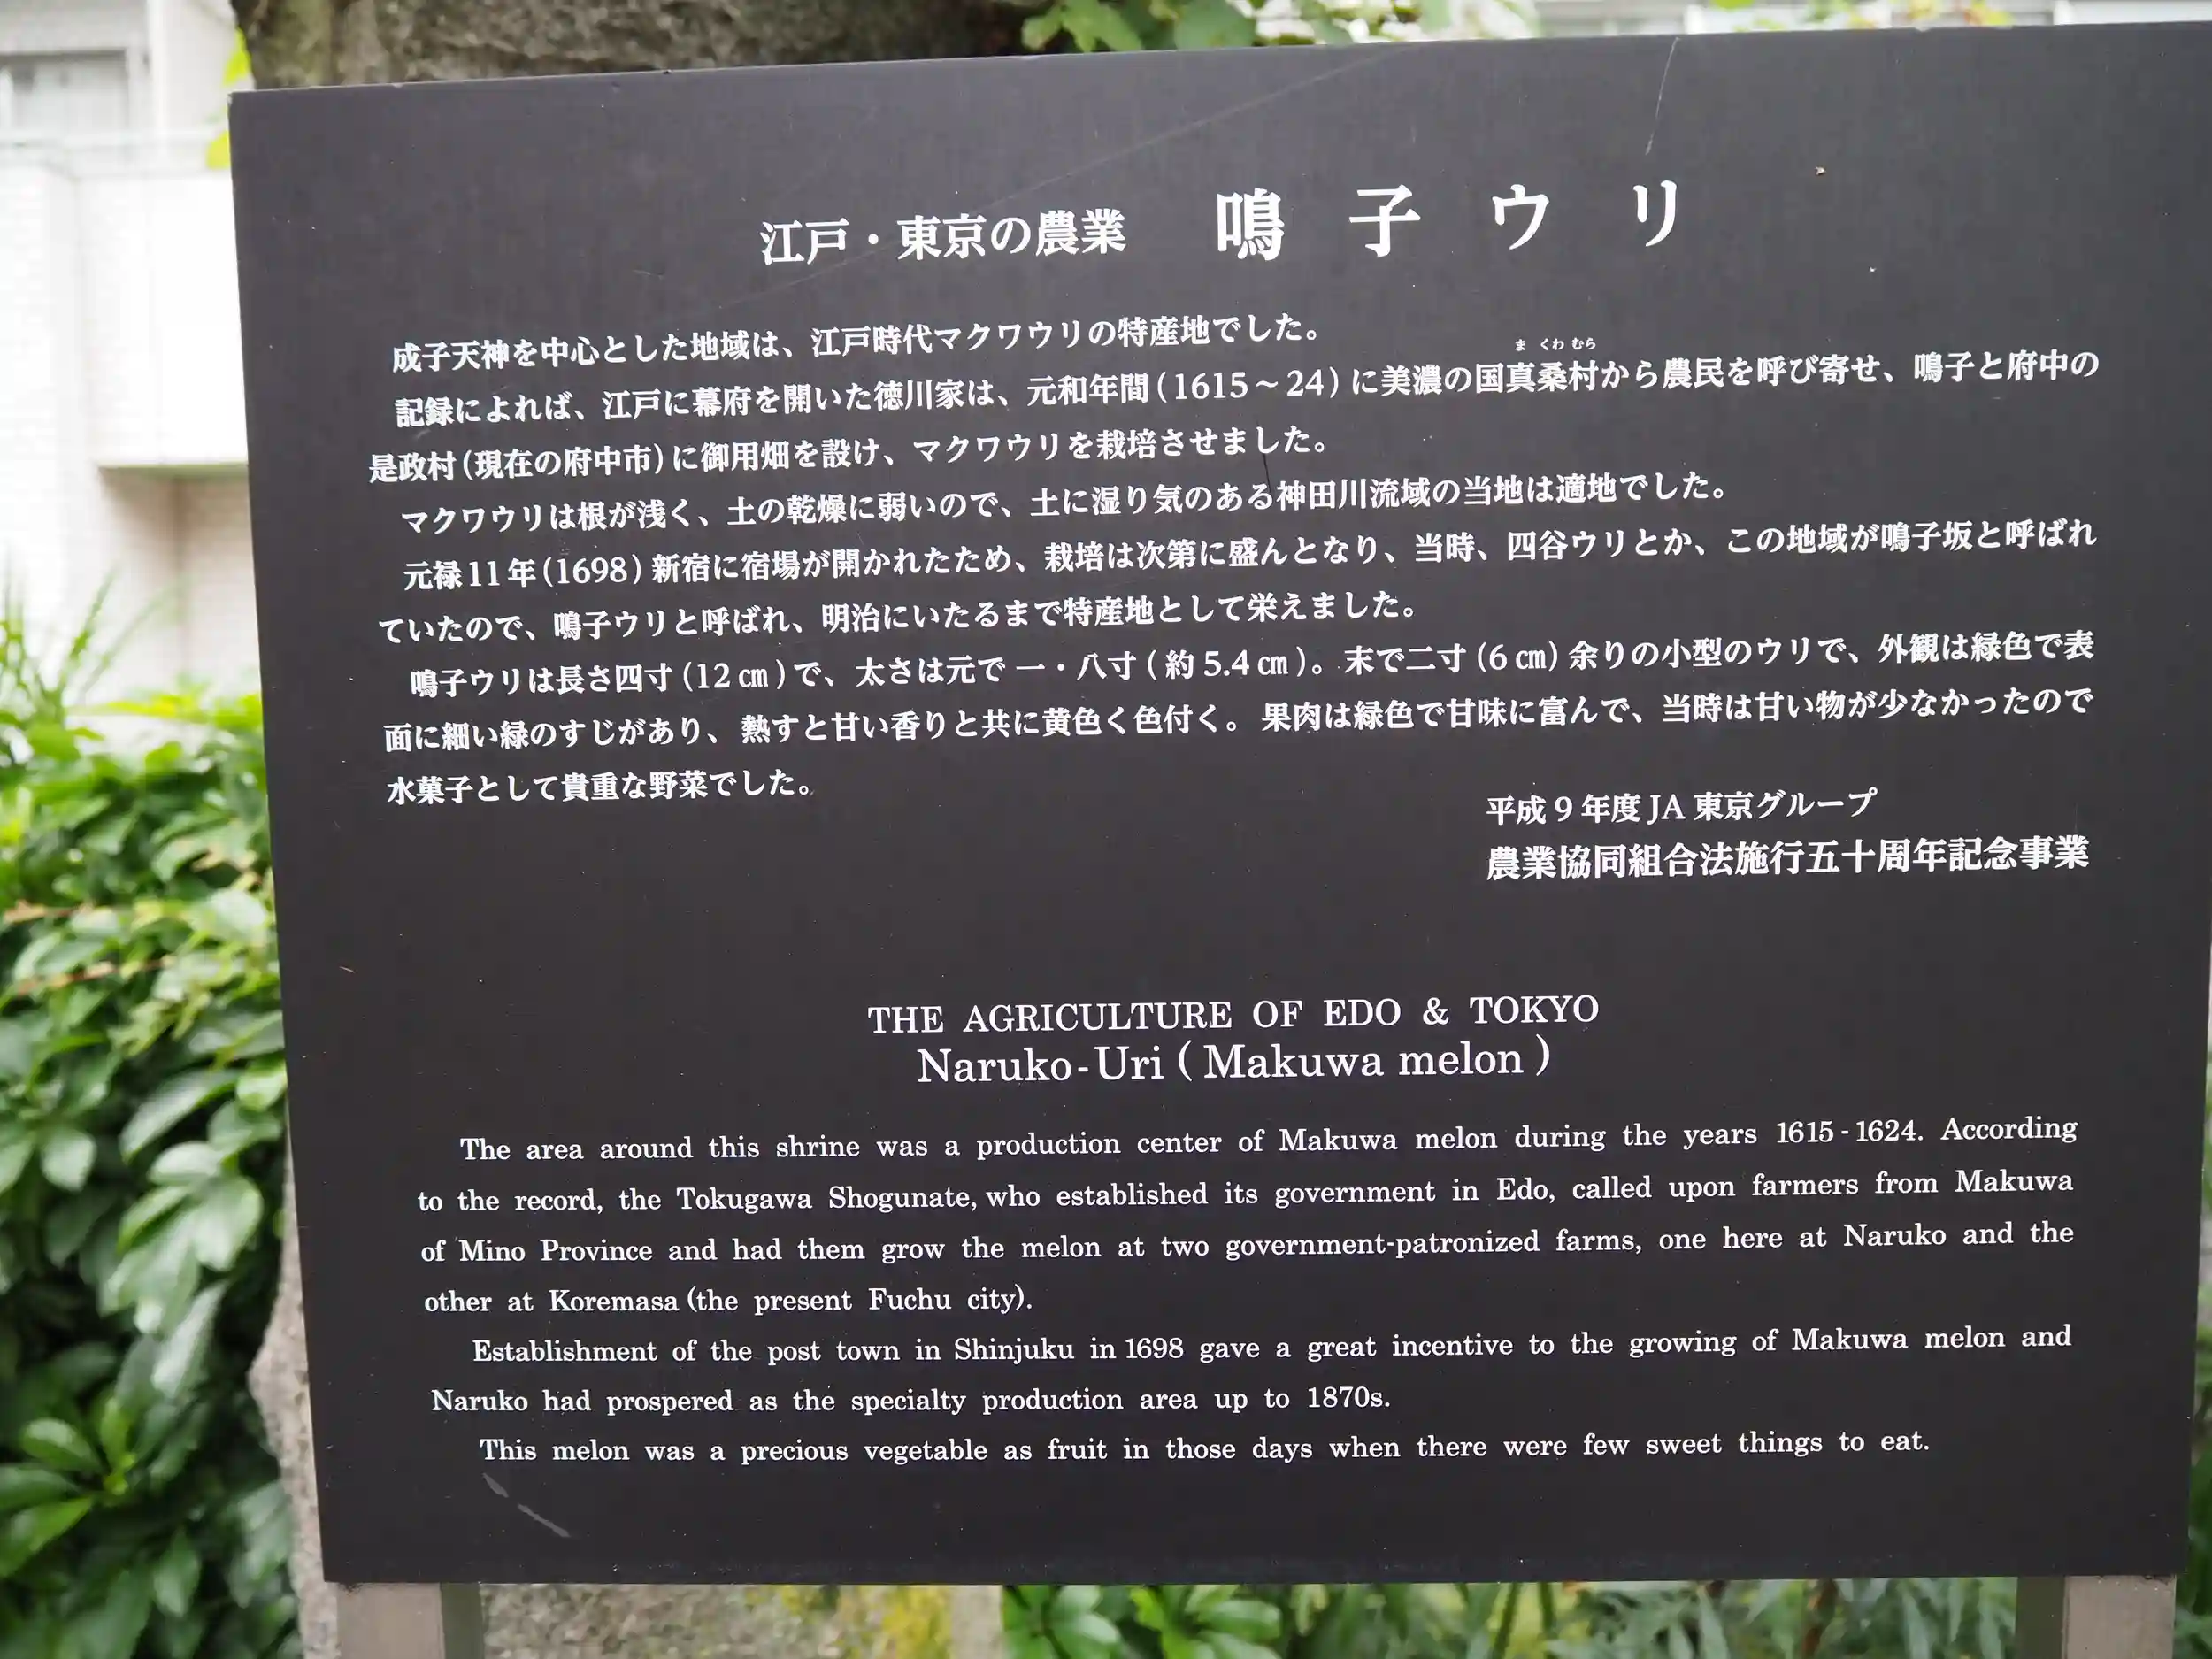 江戸・東京の農業 鳴子ウリ
成子天神を中心とした地域は、江戸時代マクワウリの特産地でした。
ま くわ むら
記録によれば、江戸に幕府を開いた徳川家は、元和年間(1615~24)に美濃の国真桑村から農民を呼び寄せ、鳴子と府中の
是政村(現在の府中市)に御用畑を設け、マクワウリを栽培させました。
マクワウリは根が浅く、土の乾燥に弱いので、土に湿り気のある神田川流域の当地は適地でした。
元禄11年(1698)新宿に宿場が開かれたため、栽培は次第に盛んとなり、当時、四谷ウリとか、この地域が鳴子坂と呼ばれ
ていたので、鳴子ウリと呼ばれ、明治にいたるまで特産地として栄えました。
鳴子ウリは長さ四寸(12㎝)で、太さは元で一・八寸(約5.4㎝)。末で二寸(6㎝)余りの小型のウリで、外観は緑色で表
面に細い緑のすじがあり、熱すと甘い香りと共に黄色く色付く。果肉は緑色で甘味に富んで、当時は甘い物が少なかったので
水菓子として貴重な野菜でした。
平成9年度JA東京グループ
農業協同組合法施行五十周年記念事業
THE AGRICULTURE OF EDO & TOKYO
Naruko-Uri (Makuwa melon)
The area around this shrine was a production center of Makuwa melon during the years 1615-1624. According
to the record, the Tokugawa Shogunate, who established its government in Edo, called upon farmers from Makuwa
of Mino Province and had them grow the melon at two government-patronized farms, one here at Naruko and the
other at Koremasa (the present Fuchu city).
Establishment of the post town in Shinjuku in 1698 gave a great incentive to the growing of Makuwa melon and
Naruko had prospered as the specialty production area up to 1870s.
This melon was a precious vegetable as fruit in those days when there were few sweet things to eat.